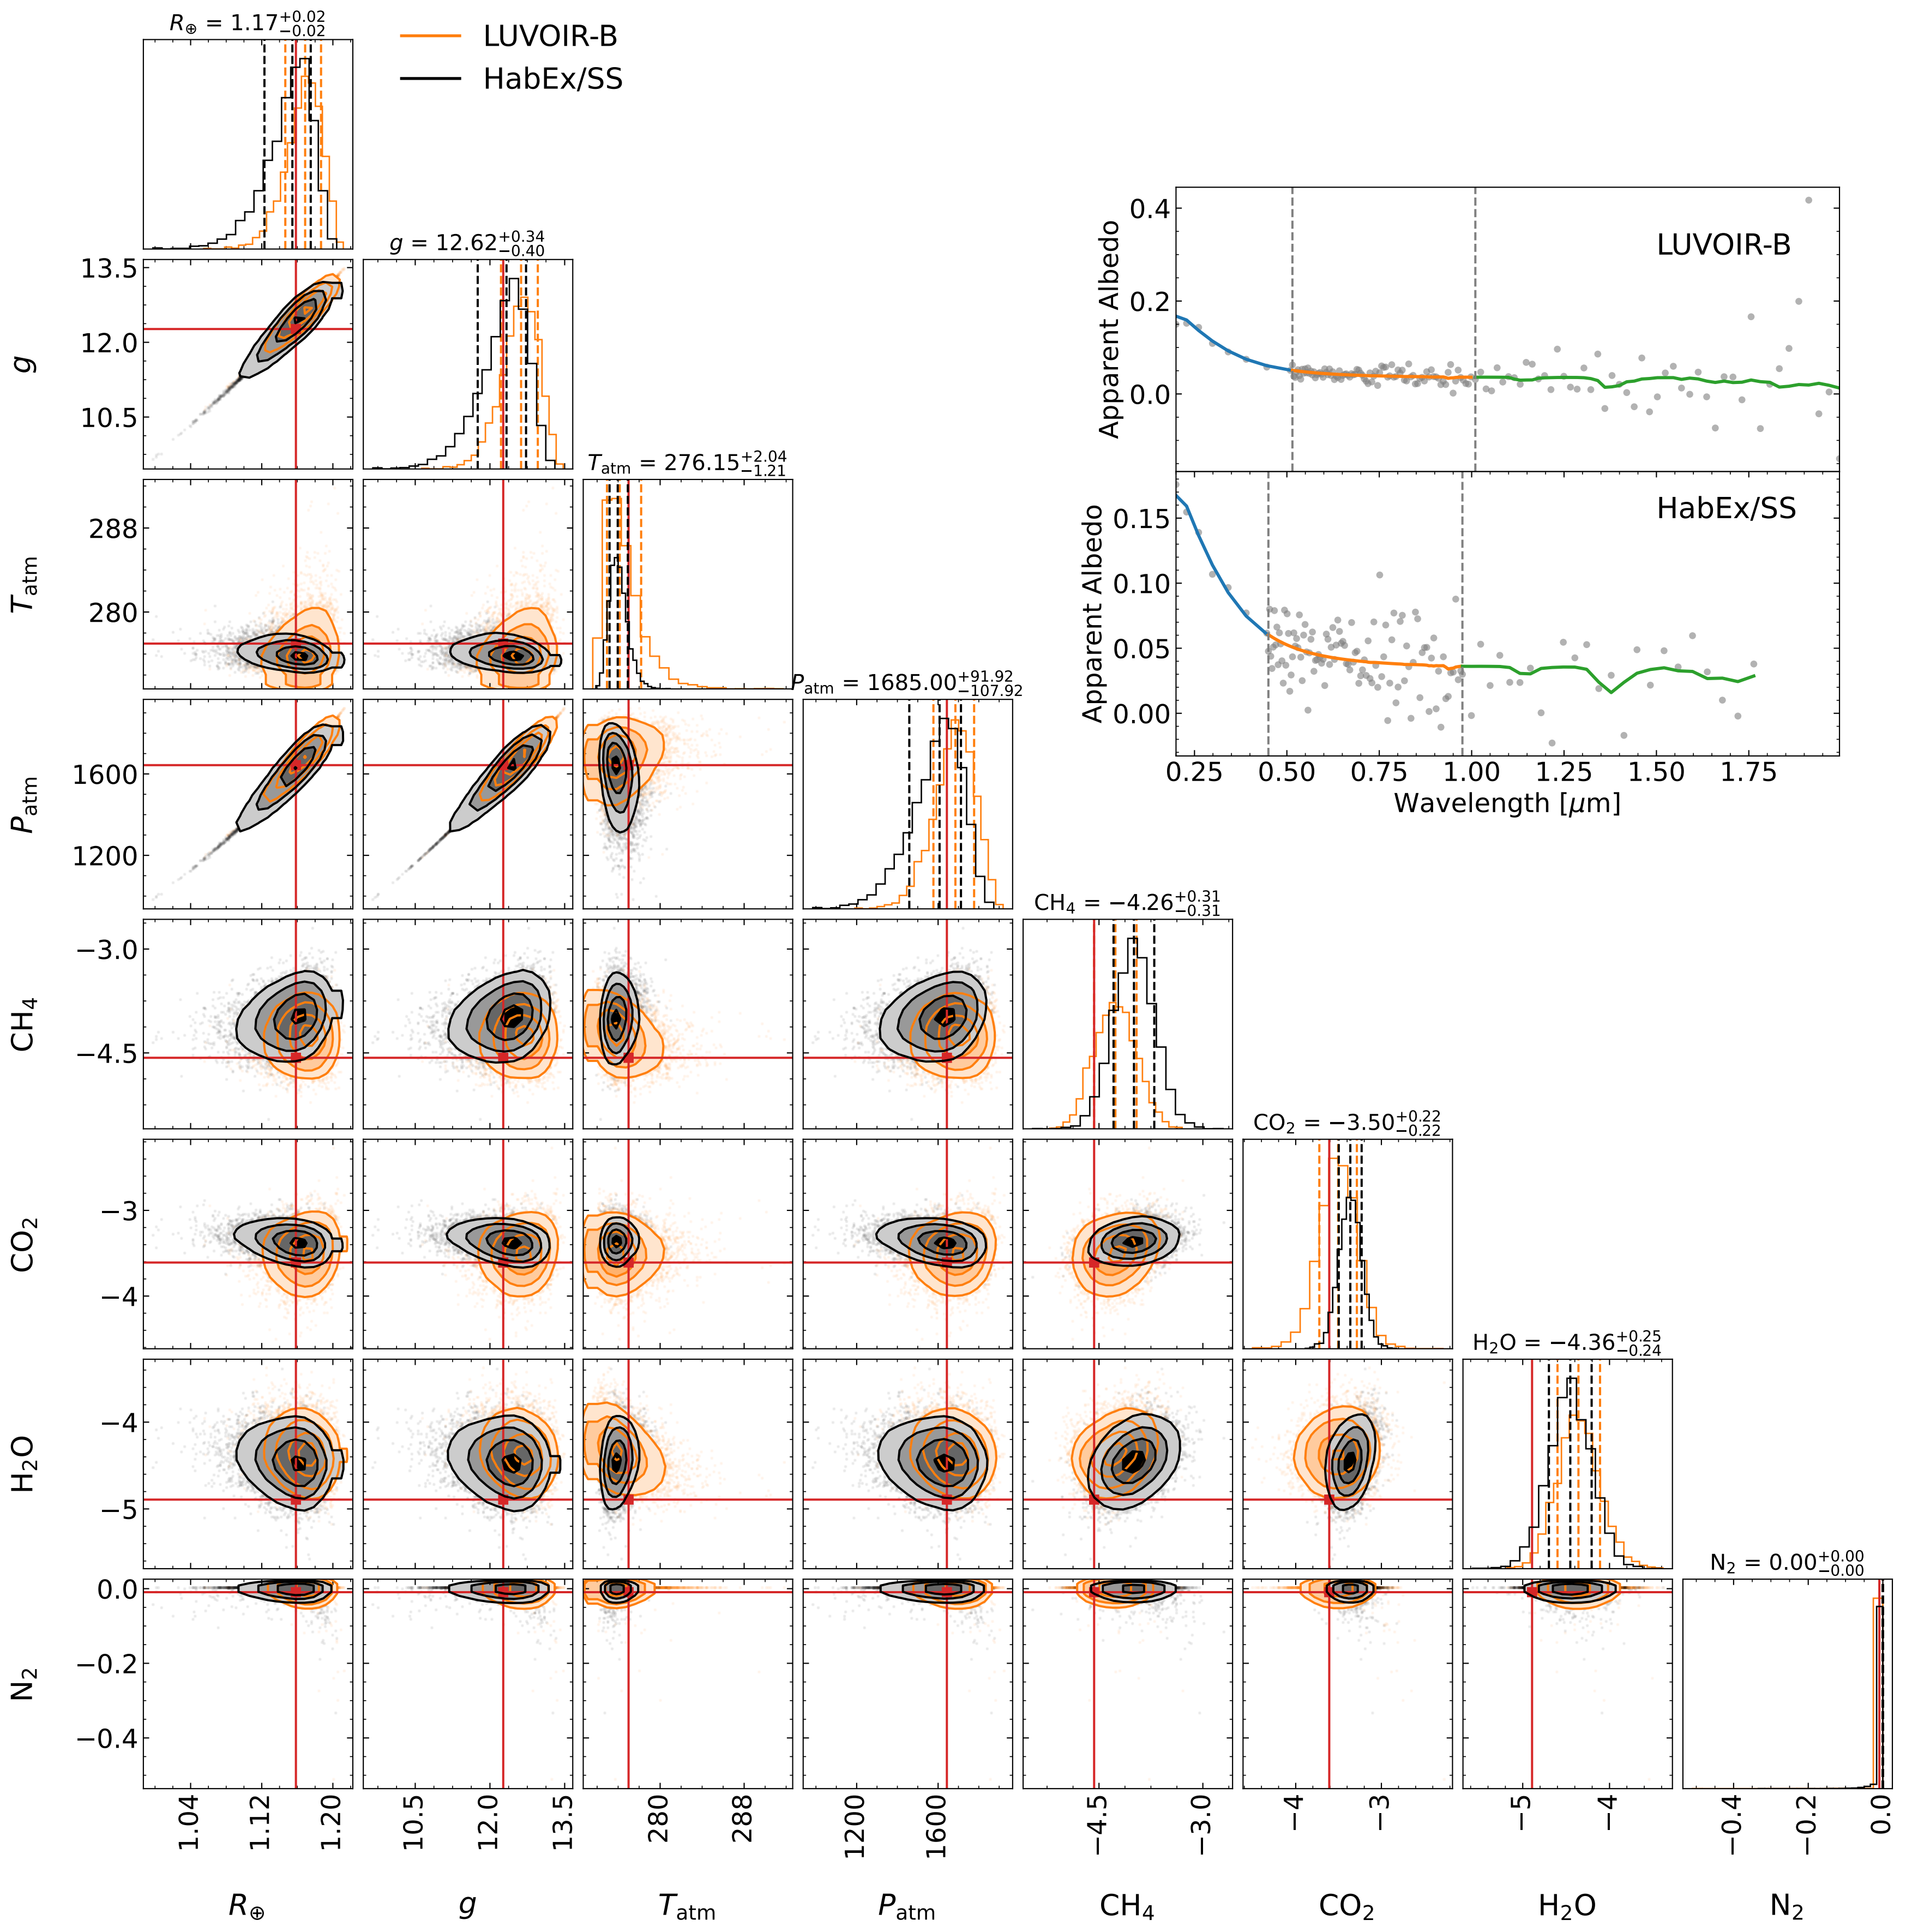 R⊕ = 1.17+0.02−0.02
LUVOIR-B
HabEx/SS
g = 12.62+0.34−0.40
Tatm = 276.15+2.04−1.21
Patm = 1685.00+91.92−107.92
CH4 = −4.26+0.31−0.31
CO2 = −3.50+0.22−0.22
H2O = −4.36+0.25−0.24
N2 = 0.00+0.00−0.00
0.4
0.2
0.0
Apparent Albedo
LUVOIR-B
0.15
0.10
0.05
0.00
Apparent Albedo
HabEx/SS
0.25 0.50 0.75 1.00 1.25 1.50 1.75
Wavelength [μm]
g
13.5
12.0
10.5
Tatm
288
280
Patm
1600
1200
CH4
−3.0
−4.5
CO2
−3
−4
H2O
−4
−5
N2
0.0
−0.2
−0.4
1.04 1.12 1.20 10.5 12.0 13.5 280 288 1200 1600 −4.5 −3.0 −4 −3 −5 −4 −0.4 −0.2 0.0
R⊕ g Tatm Patm CH4 CO2 H2O N2